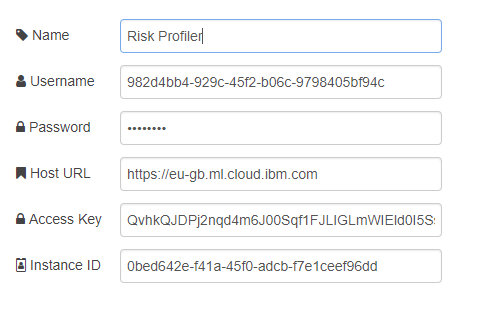 Name Risk Profiler
Username 982d4bb4-929c-45f2-b06c-9798405bf94c
Password ••••••••
Host URL https://eu-gb.ml.cloud.ibm.com
Access Key
Instance ID 0bed642e-f41a-45f0-adcb-f7e1ceef96dd